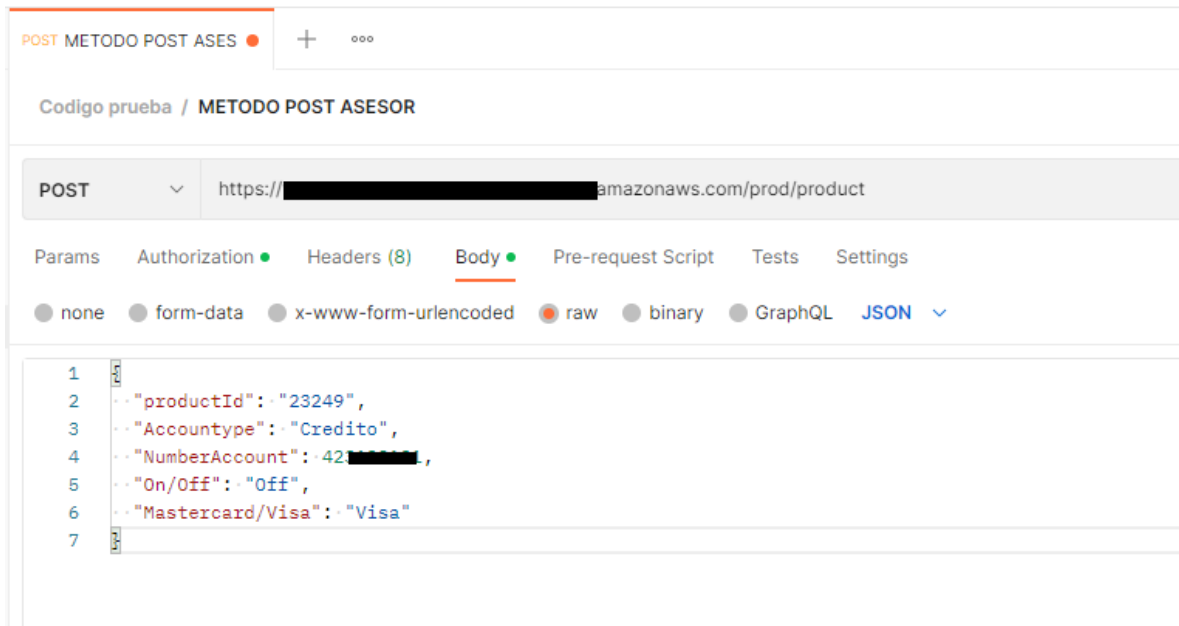 POST METODO POST ASES
Codigo prueba / METODO POST ASESOR
POST https:// amazonaws.com/prod/product
Params Authorization Headers (8) Body Pre-request Script Tests Settings
none form-data x-www-form-urlencoded raw binary GraphQL JSON
1 {
2 "productId": "23249",
3 "Accountype": "Credito",
4 "NumberAccount": 42
5 "On/Off": "Off",
6 "Mastercard/Visa": "Visa"
7 }